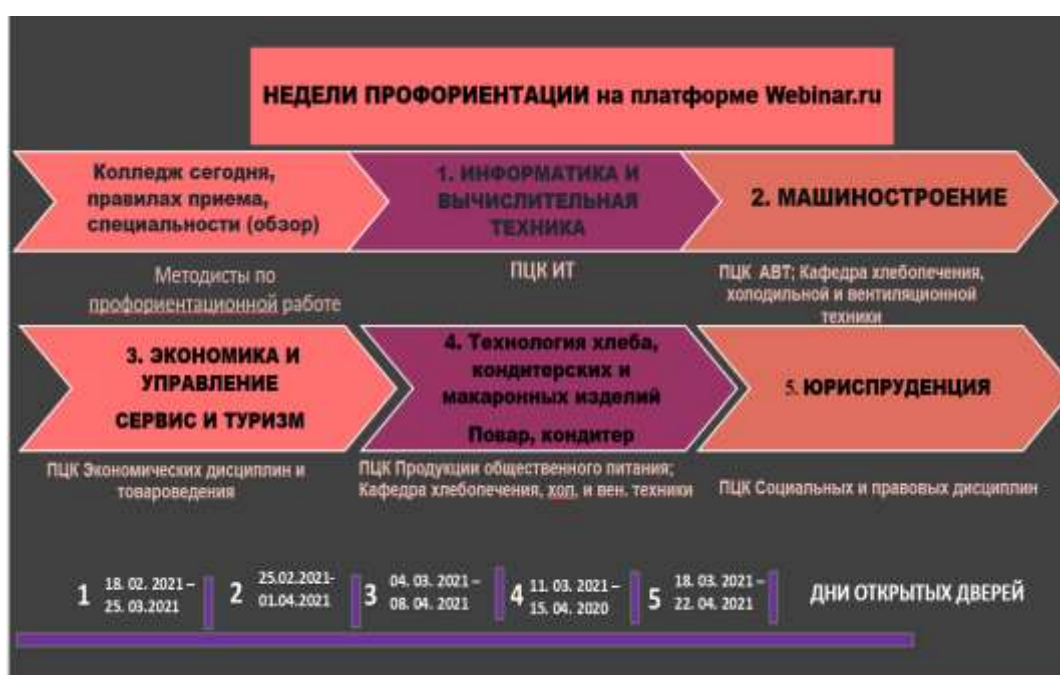 НЕДЕЛИ ПРОФОРИЕНТАЦИИ на платформе Webinar.ru
Колледж сегодня,
правилах приема,
специальности (обзор)
1. ИНФОРМАТИКА И
ВЫЧИСЛИТЕЛЬНАЯ
ТЕХНИКА
2. МАШИНОСТРОЕНИЕ
Методисты по
профориентационной работе
ПЦК ИТ
ПЦК АВТ; Кафедра хлебопечения,
холодильной и вентиляционной
техники
3. ЭКОНОМИКА И
УПРАВЛЕНИЕ
СЕРВИС И ТУРИЗМ
4. Технология хлеба,
кондитерских и
макаронных изделий
Повар, кондитер
5. ЮРИСПРУДЕНЦИЯ
ПЦК Экономических дисциплин и
товароведения
ПЦК Продукции общественного питания;
Кафедра хлебопечения, хол. и вен. техники
ПЦК Социальных и правовых дисциплин
1 18. 02. 2021 –
25. 03.2021
2 25.02.2021-
01.04.2021
3 04. 03. 2021 –
08. 04. 2021
4 11. 03. 2021 –
15. 04. 2020
5 18. 03. 2021 –
22. 04. 2021
ДНИ ОТКРЫТЫХ ДВЕРЕЙ